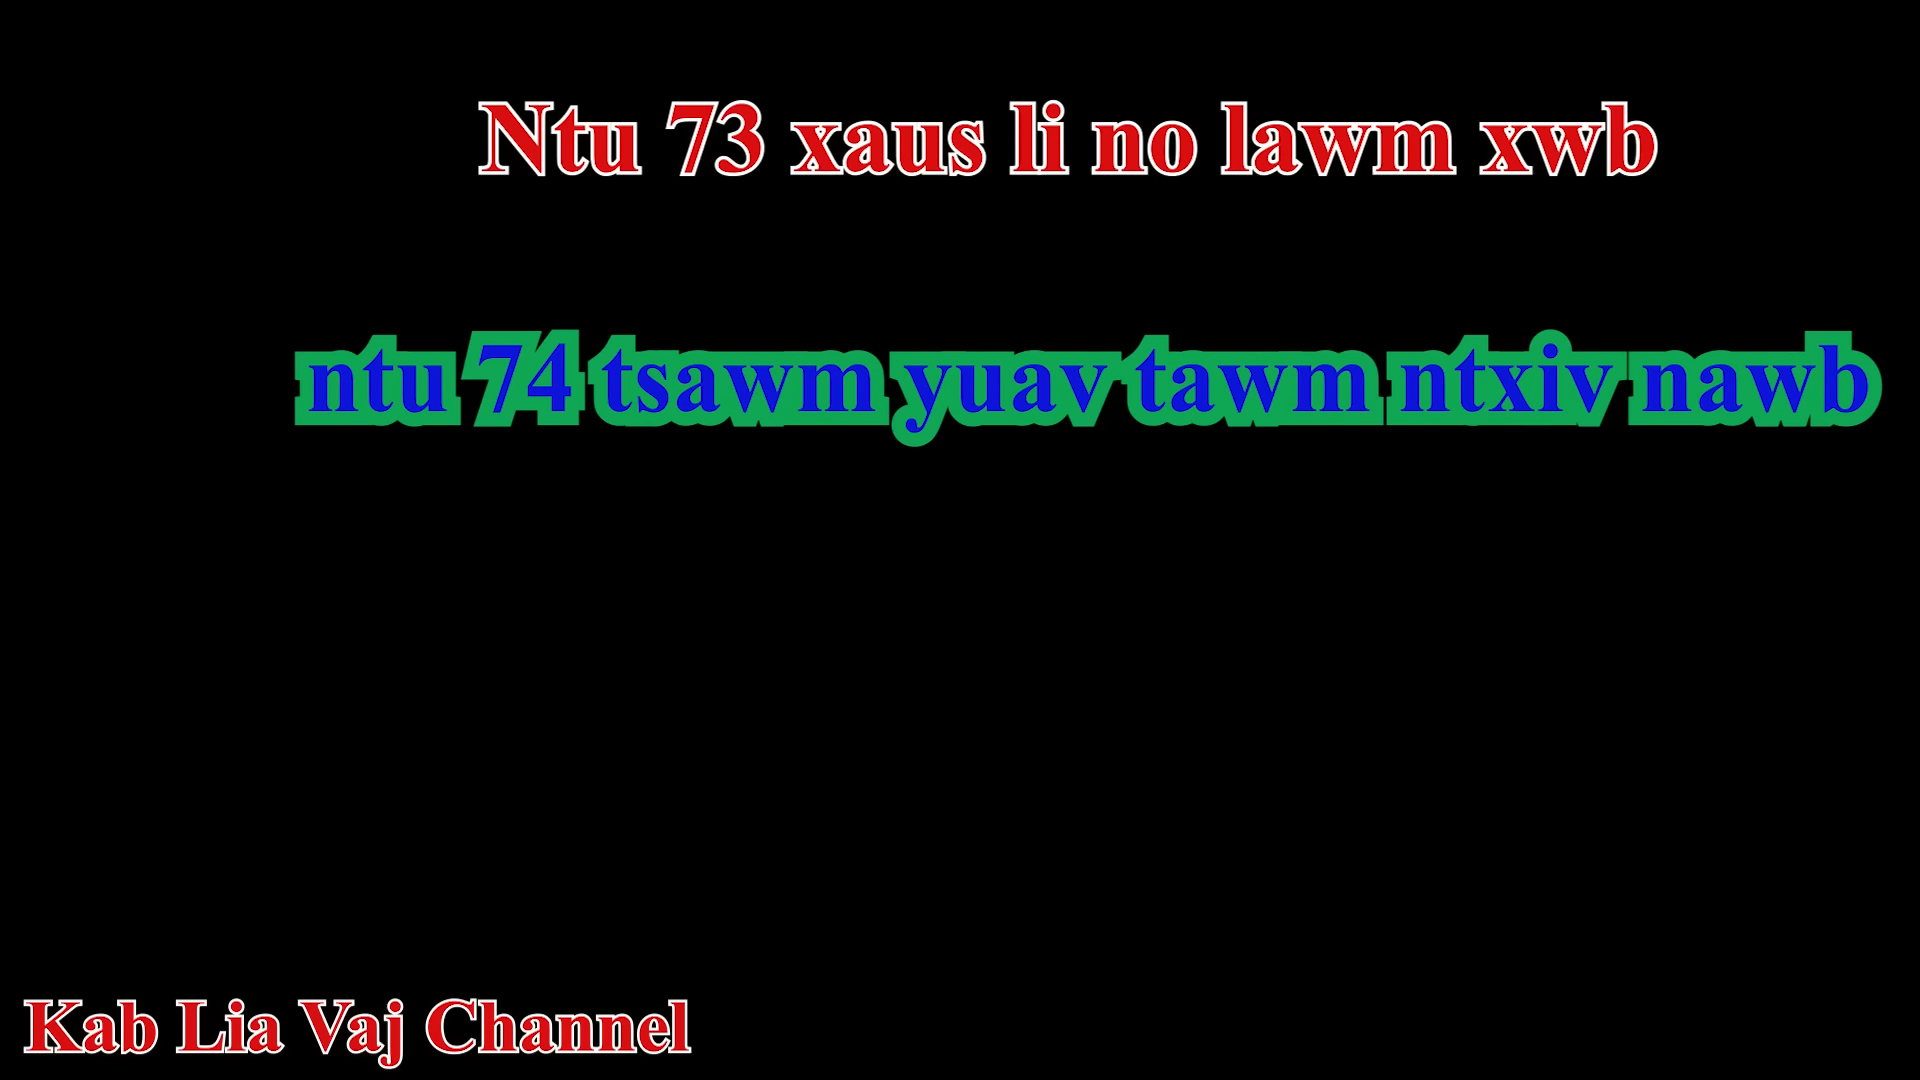 Ntu 73 xaus li no lawm xwb
ntu 74 tsawm yuav tawm ntxiv nawb
Kab Lia Vaj Channel